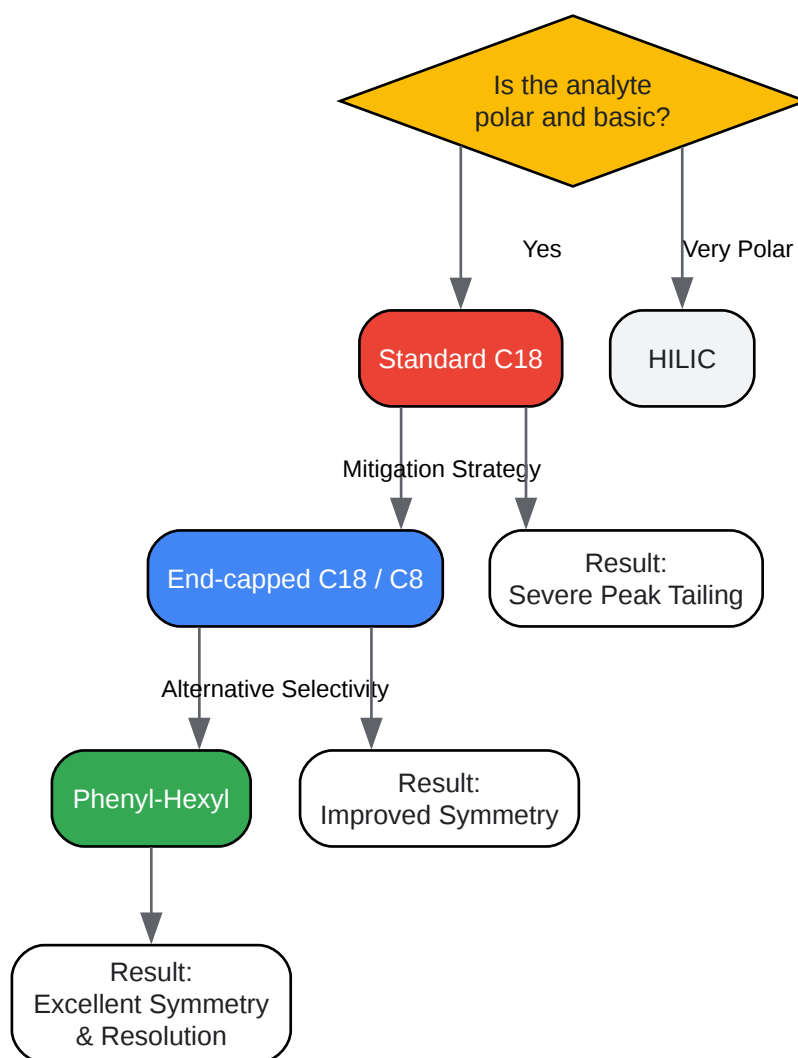 Is the analyte
polar and basic?
Yes
Very Polar
Standard C18
HILIC
Mitigation Strategy
End-capped C18 / C8
Result:
Severe Peak Tailing
Alternative Selectivity
Phenyl-Hexyl
Result:
Improved Symmetry
Result:
Excellent Symmetry
& Resolution